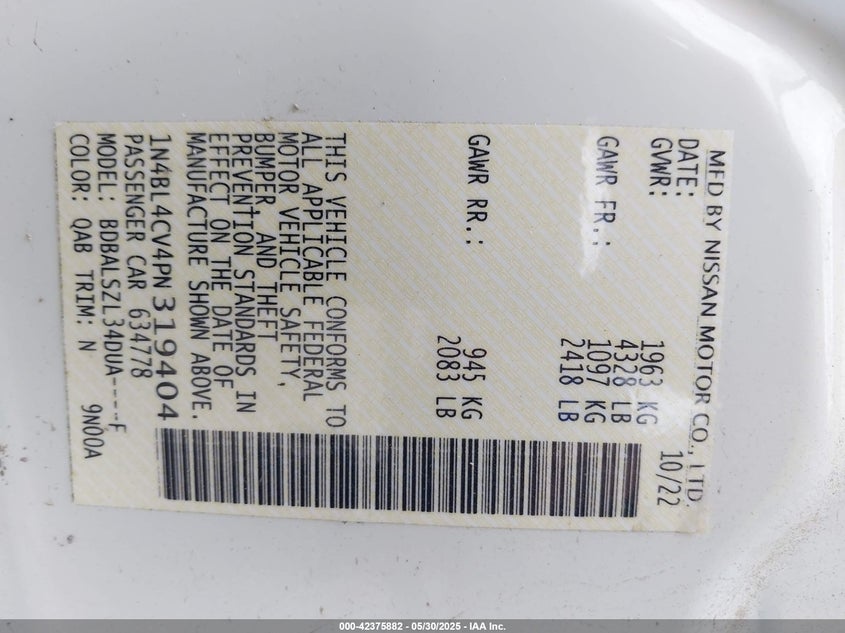 MFD BY NISSAN MOTOR CO., LTD.
DATE: 10/22
GVWR: 1963 KG
4328 LB
GAWR FR.: 1097 KG
2418 LB
GAWR RR.: 945 KG
2083 LB
THIS VEHICLE CONFORMS TO
ALL APPLICABLE FEDERAL
MOTOR VEHICLE SAFETY,
BUMPER, AND THEFT
PREVENTION STANDARDS IN
EFFECT ON THE DATE OF
MANUFACTURE SHOWN ABOVE.
1N4BL4CV4PN319404
PASSENGER CAR 634778
MODEL: BDBALSZL34DUA----F
COLOR: QAB TRIM: N 9N00A
000-42375882 - 05/30/2025 - IAA Inc.